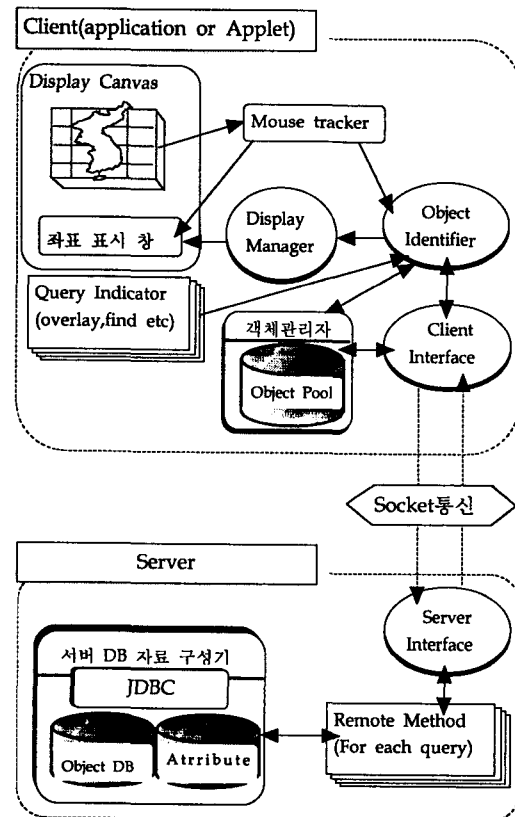 Client(application or Applet)
Display Canvas
Mouse tracker
좌표 표시 창
Display
Manager
Object
Identifier
Query Indicator
(overlay,find etc)
객체관리자
Object Pool
Client
Interface
Socket통신
Server
Server
Interface
서버 DB 자료 구성기
JDBC
Object DB
Atrribute
Remote Method
(For each query)